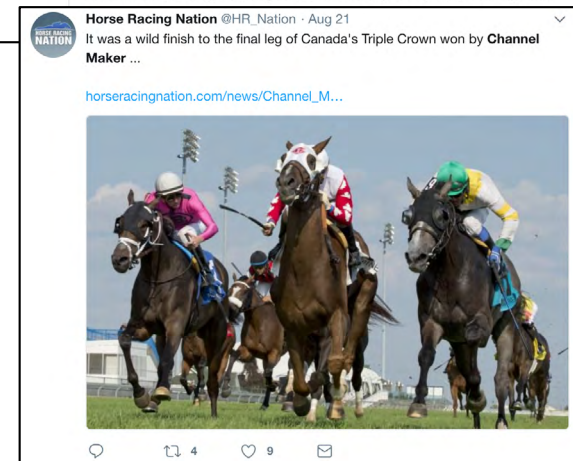 HORSE RACING
NATION
Horse Racing Nation @HR_Nation · Aug 21
It was a wild finish to the final leg of Canada's Triple Crown won by Channel
Maker ...
horseracingnation.com/news/Channel_M...
4 9